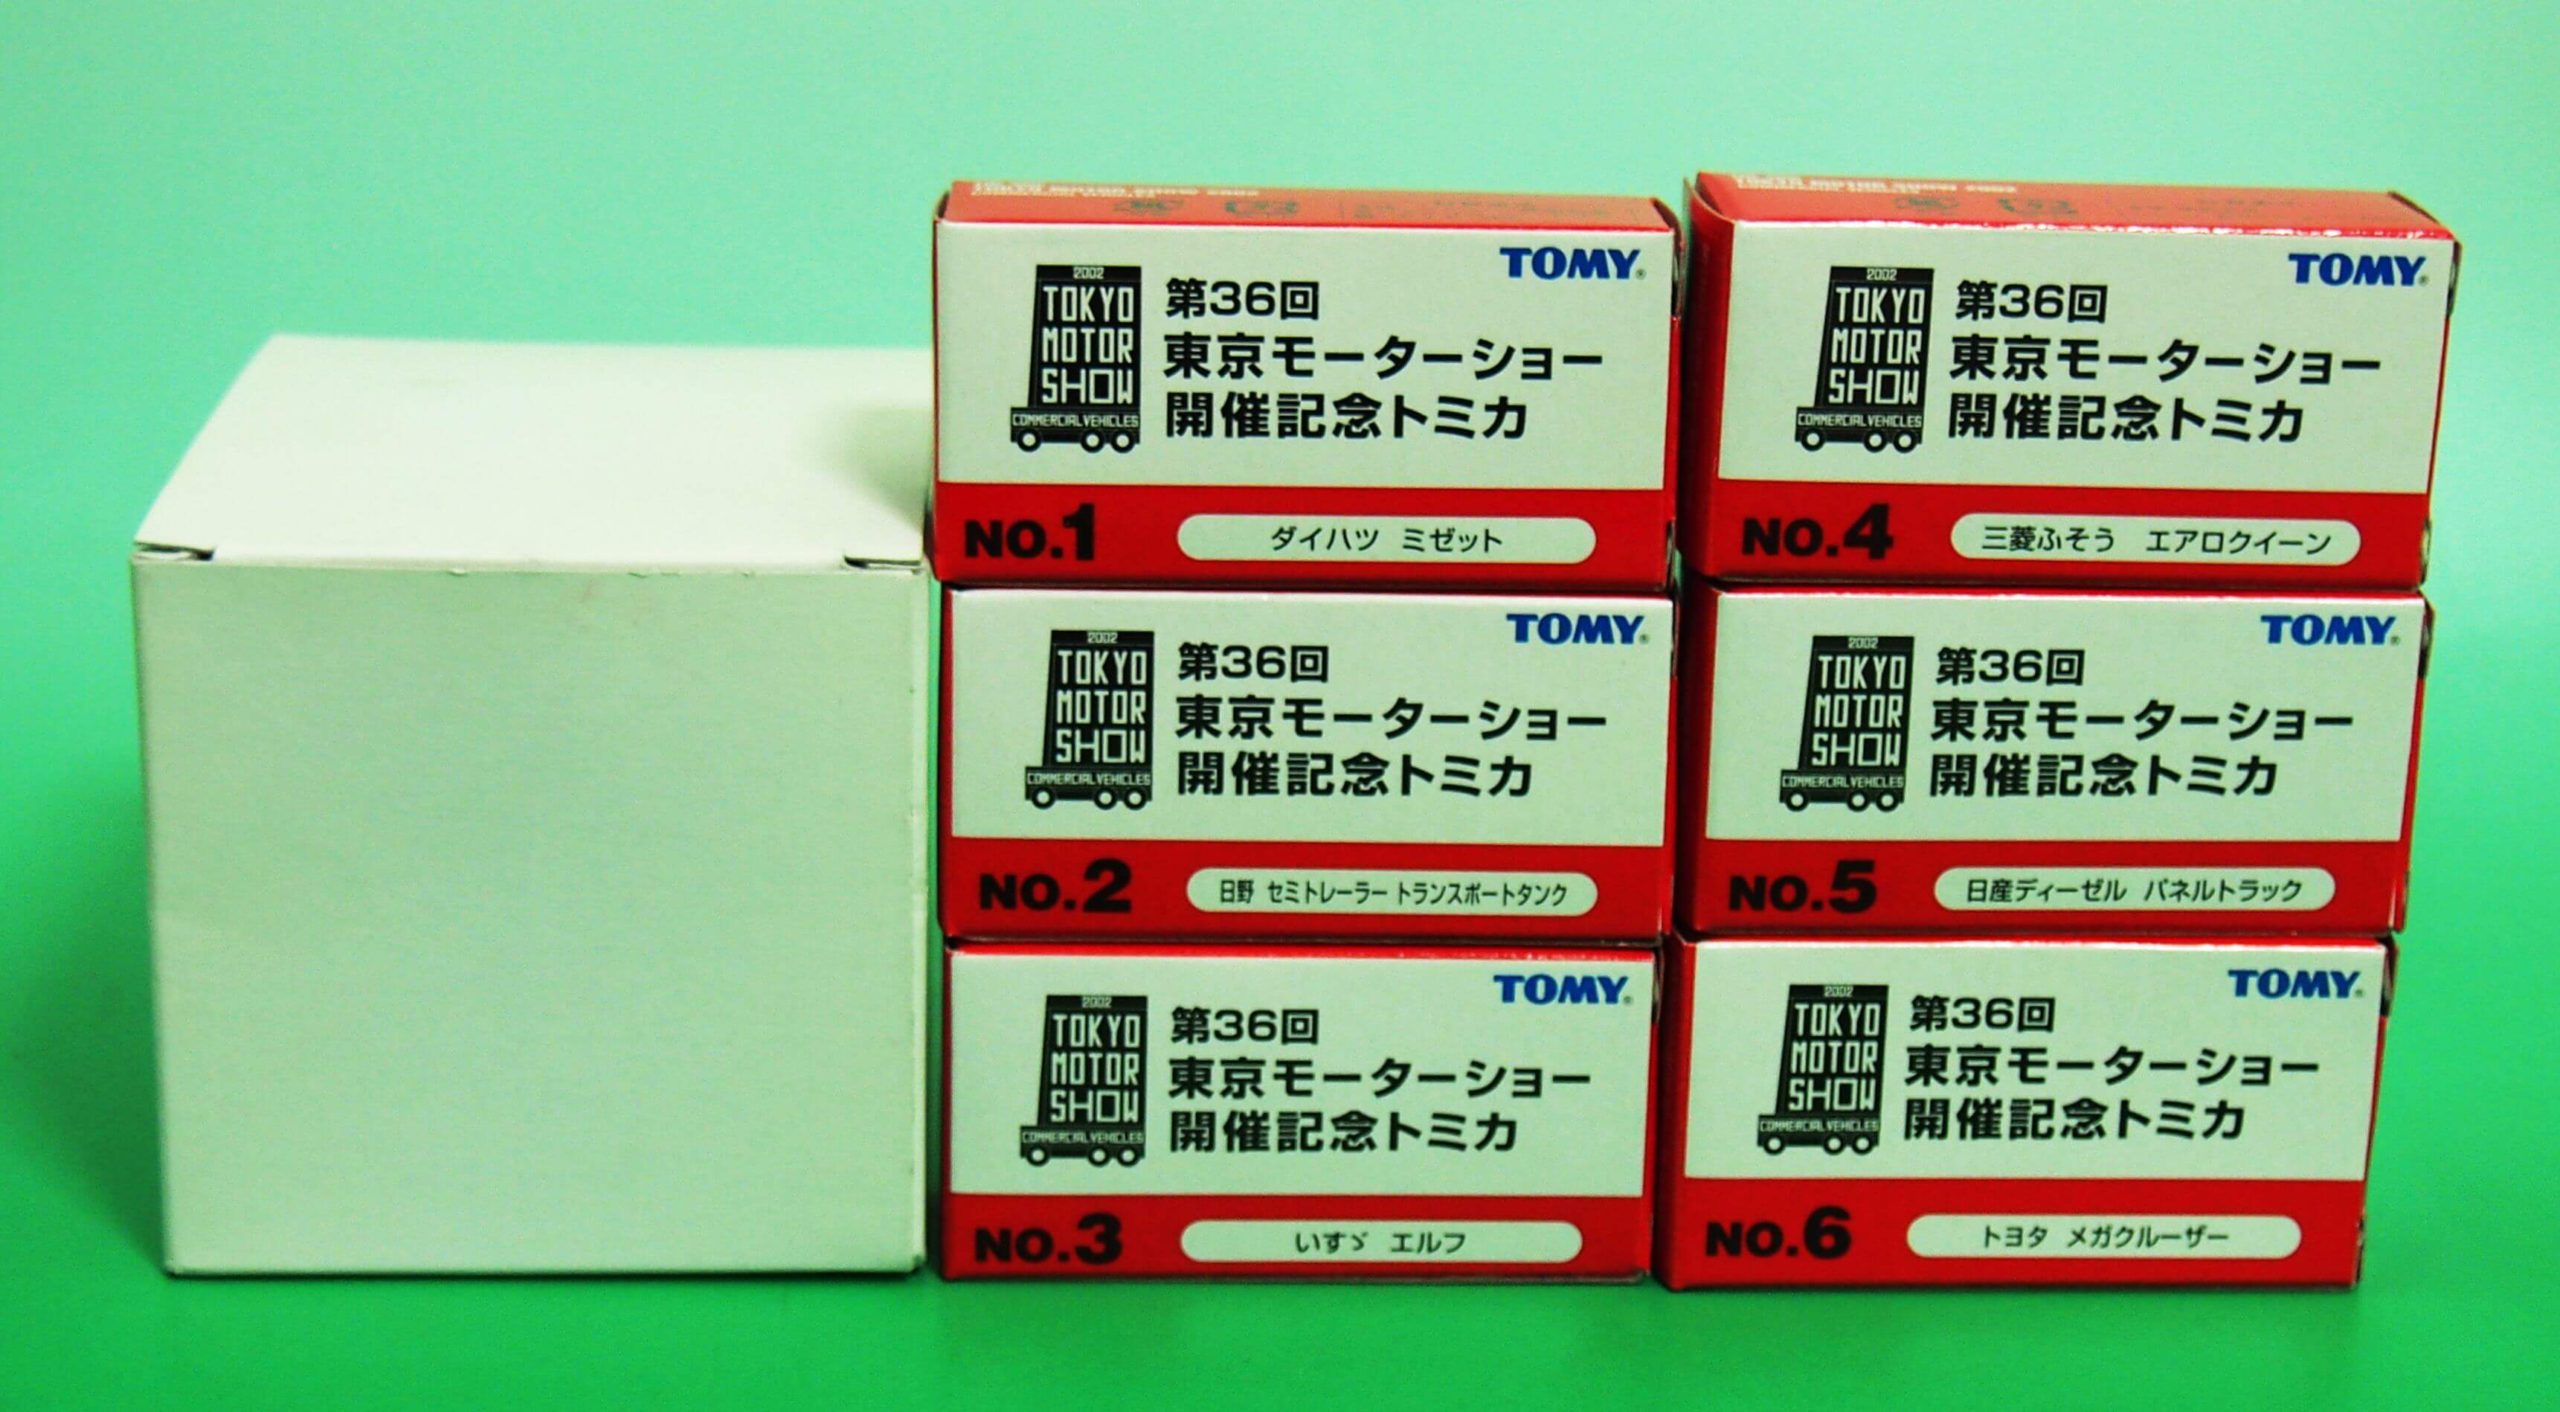 TOKYO MOTOR SHOW 2002
TOMY
2002
TOKYO
MOTOR
SHOW
COMMERCIAL VEHICLES
第36回
東京モーターショー
開催記念トミカ
NO.1
ダイハツ ミゼット
TOMY
2002
TOKYO
MOTOR
SHOW
COMMERCIAL VEHICLES
第36回
東京モーターショー
開催記念トミカ
NO.2
日野 セミトレーラー トランスポートタンク
TOMY
2002
TOKYO
MOTOR
SHOW
COMMERCIAL VEHICLES
第36回
東京モーターショー
開催記念トミカ
NO.3
いすゞ エルフ
TOKYO MOTOR SHOW 2002
TOMY
2002
TOKYO
MOTOR
SHOW
COMMERCIAL VEHICLES
第36回
東京モーターショー
開催記念トミカ
NO.4
三菱ふそう エアロクイーン
TOMY
2002
TOKYO
MOTOR
SHOW
COMMERCIAL VEHICLES
第36回
東京モーターショー
開催記念トミカ
NO.5
日産ディーゼル パネルトラック
TOMY
2002
TOKYO
MOTOR
SHOW
COMMERCIAL VEHICLES
第36回
東京モーターショー
開催記念トミカ
NO.6
トヨタ メガクルーザー